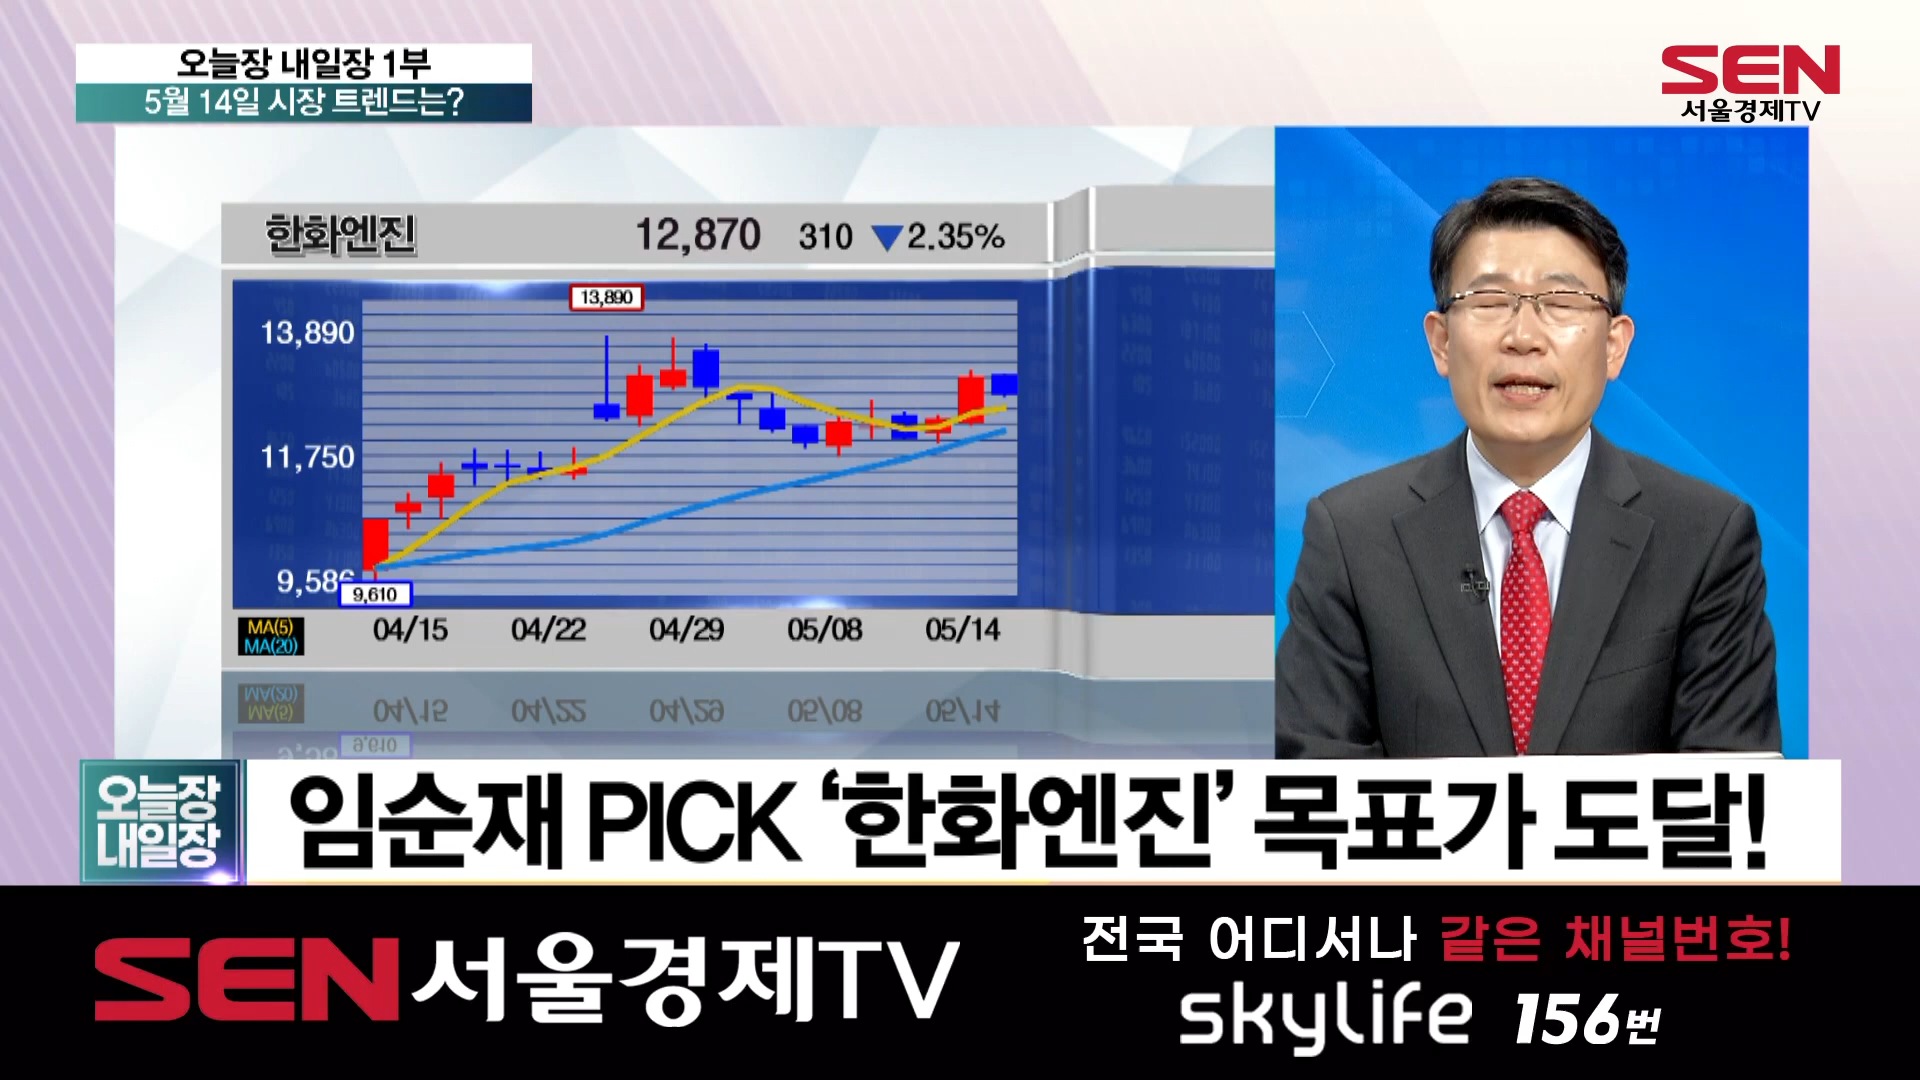 오늘장 내일장 1부
5월 14일 시장 트렌드는?
SEN
서울경제TV
한화엔진 12,870 310 ▼2.35%
13,890
13,890
11,750
9,586
9,610
MA(5)
MA(20)
04/15 04/22 04/29 05/08 05/14
오늘장
내일장
임순재 PICK ‘한화엔진’ 목표가 도달!
SEN 서울경제TV
전국 어디서나 같은 채널번호!
skylife 156번